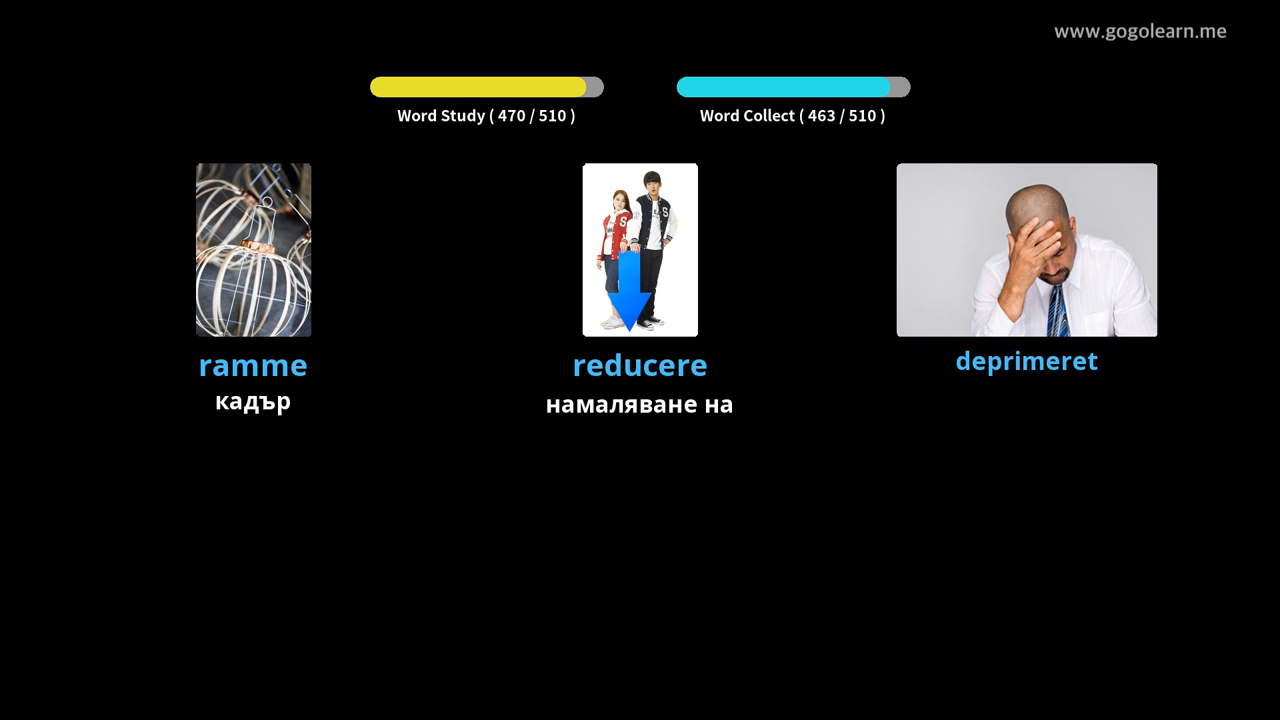 www.gogolearn.me
Word Study ( 470 / 510 )
Word Collect ( 463 / 510 )
S
S
ramme
кадър
reducere
намаляване на
deprimeret